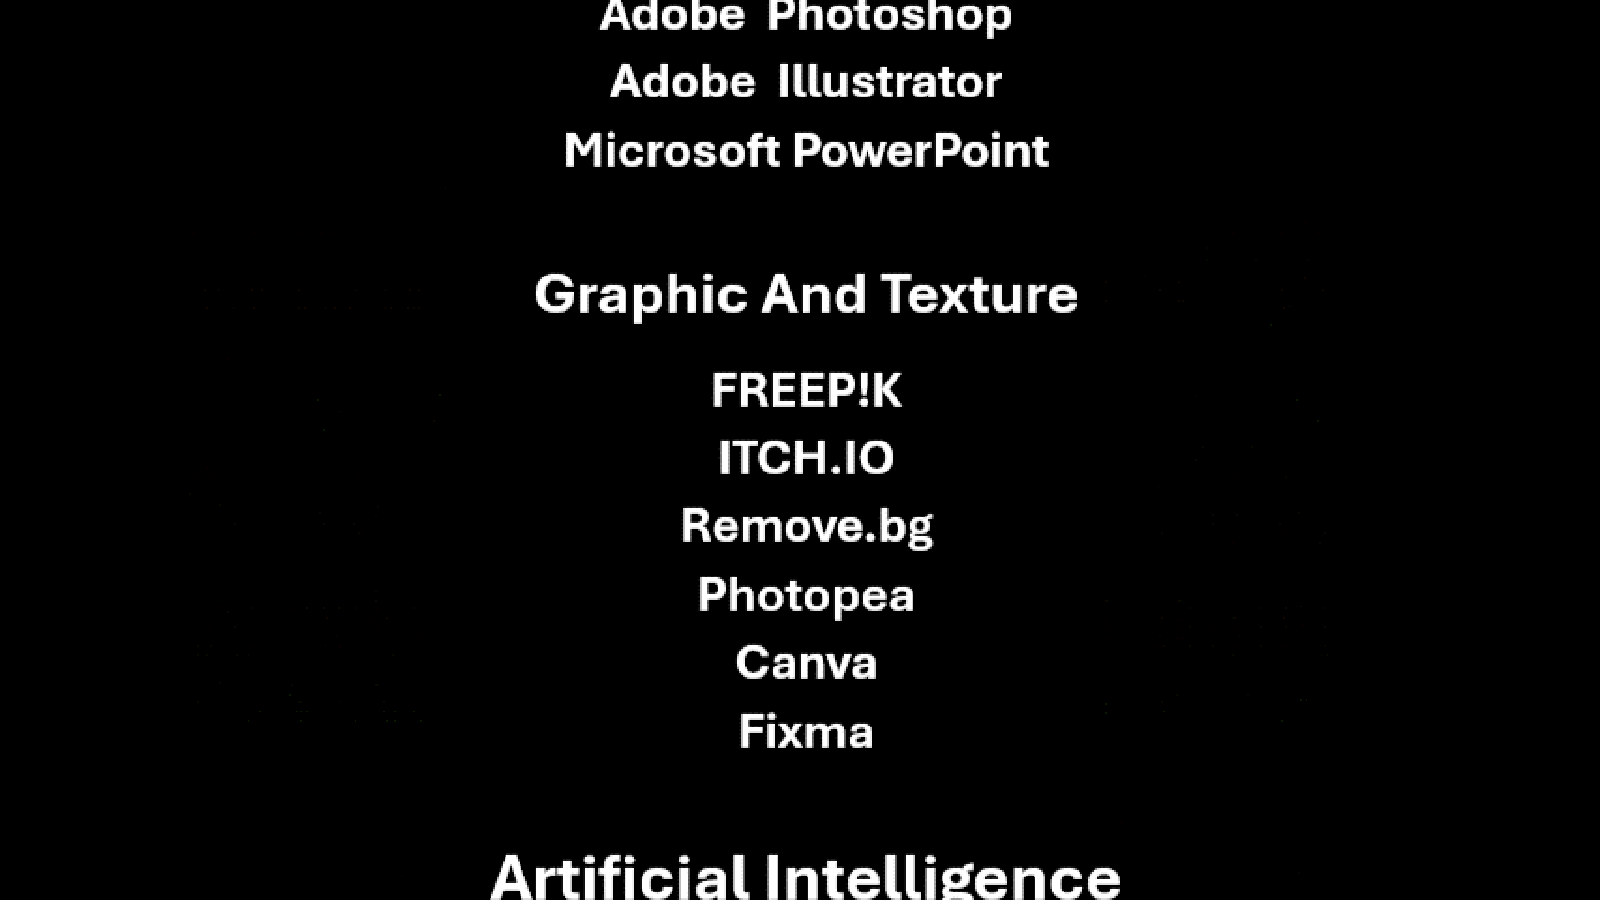 Adobe Photoshop
Adobe Illustrator
Microsoft PowerPoint
Graphic And Texture
FREEP!K
ITCH.IO
Remove.bg
Photopea
Canva
Fixma
Artificial Intelligence